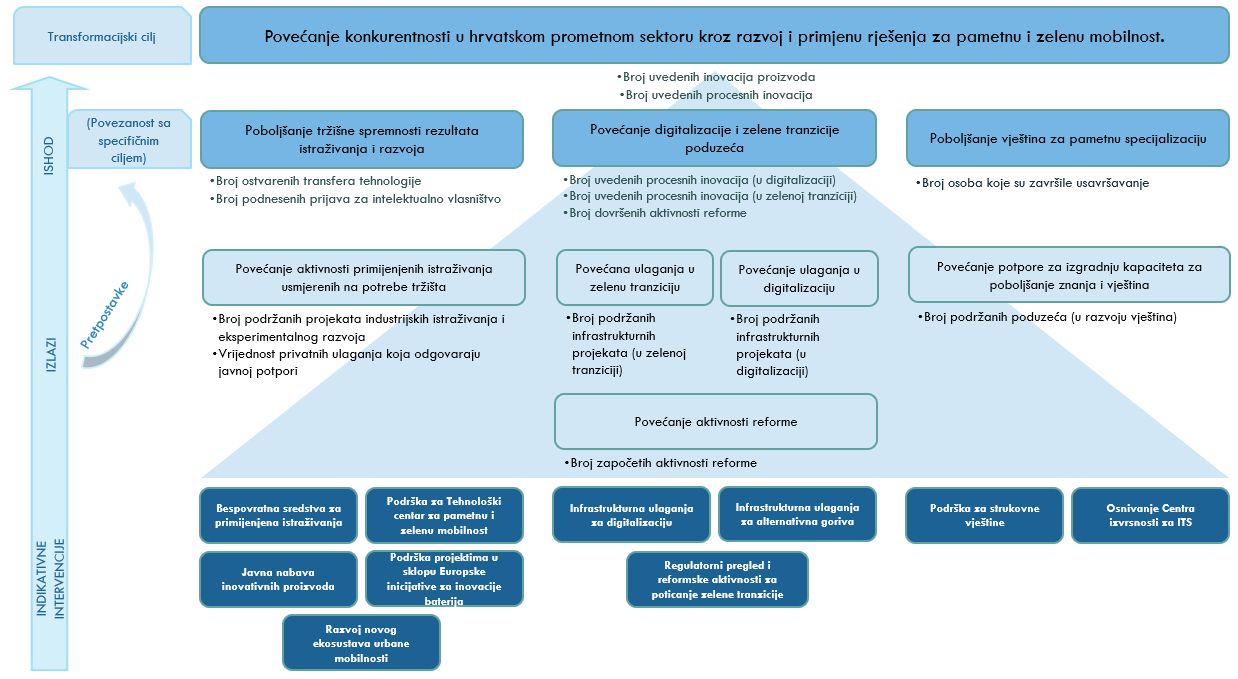 Transformacijski cilj
Povećanje konkurentnosti u hrvatskom prometnom sektoru kroz razvoj i primjenu rješenja za pametnu i zelenu mobilnost.
•Broj uvedenih inovacija proizvoda
•Broj uvedenih procesnih inovacija
ISHOD
(Povezanost sa
specifičnim
ciljem)
Poboljšanje tržišne spremnosti rezultata
istraživanja i razvoja
•Broj ostvarenih transfera tehnologije
•Broj podnesenih prijava za intelektualno vlasništvo
Povećanje digitalizacije i zelene tranzicije
poduzeća
•Broj uvedenih procesnih inovacija (u digitalizaciji)
•Broj uvedenih procesnih inovacija (u zelenoj tranziciji)
•Broj dovršenih aktivnosti reforme
Poboljšanje vještina za pametnu specijalizaciju
•Broj osoba koje su završile usavršavanje
Pretpostavke
IZLAZI
Povećanje aktivnosti primijenjenih istraživanja
usmjerenih na potrebe tržišta
•Broj podržanih projekata industrijskih istraživanja i
eksperimentalnog razvoja
•Vrijednost privatnih ulaganja koja odgovaraju
javnoj potpori
Povećana ulaganja u
zelenu tranziciju
•Broj podržanih
infrastrukturnih
projekata (u zelenoj
tranziciji)
Povećanje ulaganja u
digitalizaciju
•Broj podržanih
infrastrukturnih
projekata (u
digitalizaciji)
Povećanje potpore za izgradnju kapaciteta za
poboljšanje znanja i vještina
•Broj podržanih poduzeća (u razvoju vještina)
Povećanje aktivnosti reforme
•Broj započetih aktivnosti reforme
INDIKATIVNE
INTERVENCIJE
Bespovratna sredstva za
primijenjena istraživanja
Podrška za Tehnološki
centar za pametnu i
zelenu mobilnost
Javna nabava
inovativnih proizvoda
Podrška projektima u
sklopu Europske
inicijative za inovacije
baterija
Razvoj novog
ekosustava urbane
mobilnosti
Infrastrukturna ulaganja
za digitalizaciju
Infrastrukturna ulaganja
za alternativna goriva
Regulatorni pregled i
reformske aktivnosti za
poticanje zelene tranzicije
Podrška za strukovne
vještine
Osnivanje Centra
izvrsnosti za ITS